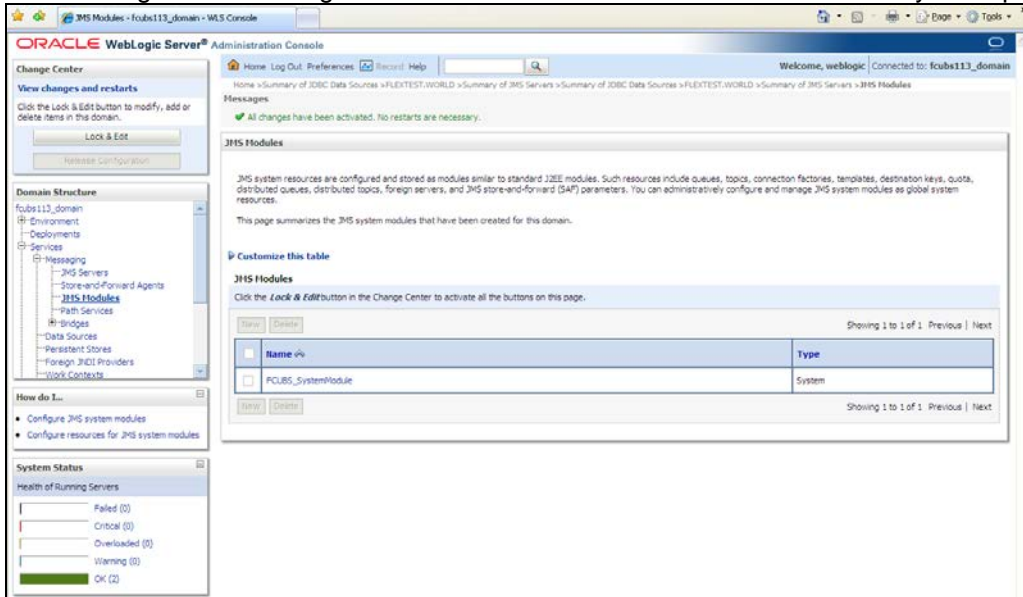 JMS Modules - fcubs113_domain - WLS Console
Page
Tools
ORACLE WebLogic Server® Administration Console
Change Center
View changes and restarts
Click the Lock & Edit button to modify, add or
delete items in this domain.
Lock & Edit
Release Configuration
Domain Structure
fcubs113_domain
Environment
Deployments
Services
Messaging
JMS Servers
Store-and-Forward Agents
JMS Modules
Path Services
Bridges
Data Sources
Persistent Stores
Foreign JNDI Providers
Work Contexts
How do I...
Configure JMS system modules
Configure resources for JMS system modules
System Status
Health of Running Servers
Failed (0)
Critical (0)
Overloaded (0)
Warning (0)
OK (2)
Home Log Out Preferences Record Help
Welcome, weblogic Connected to: fcubs113_domain
Home >Summary of JDBC Data Sources >FLEXTEST.WORLD >Summary of JMS Servers >Summary of JDBC Data Sources >FLEXTEST.WORLD >Summary of JMS Servers >JMS Modules
Messages
All changes have been activated. No restarts are necessary.
JMS Modules
JMS system resources are configured and stored as modules similar to standard J2EE modules. Such resources include queues, topics, connection factories, templates, destination keys, quota,
distributed queues, distributed topics, foreign servers, and JMS store-and-forward (SAF) parameters. You can administratively configure and manage JMS system modules as global system
resources.
This page summarizes the JMS system modules that have been created for this domain.
Customize this table
JMS Modules
Click the Lock & Edit button in the Change Center to activate all the buttons on this page.
New Delete
Showing 1 to 1 of 1 Previous | Next
Name
Type
FCUBS_SystemModule
System
New Delete
Showing 1 to 1 of 1 Previous | Next